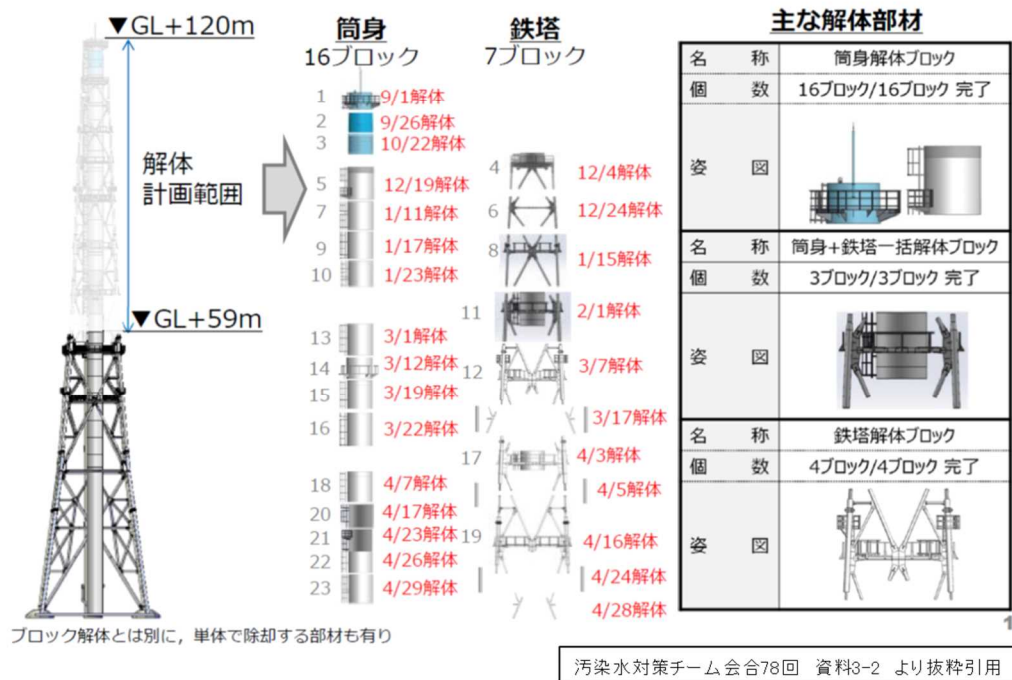 ▼GL+120m
解体
計画範囲
▼GL+59m
筒身
16ブロック
1 9/1解体
2 9/26解体
3 10/22解体
5 12/19解体
7 1/11解体
9 1/17解体
10 1/23解体
13 3/1解体
14 3/12解体
15 3/19解体
16 3/22解体
18 4/7解体
20 4/17解体
21 4/23解体
22 4/26解体
23 4/29解体
鉄塔
7ブロック
4 12/4解体
6 12/24解体
8 1/15解体
11 2/1解体
12 3/7解体
3/17解体
17 4/3解体
4/5解体
19 4/16解体
4/24解体
4/28解体
主な解体部材
名 称 筒身解体ブロック
個 数 16ブロック/16ブロック 完了
姿 図
名 称 筒身+鉄塔一括解体ブロック
個 数 3ブロック/3ブロック 完了
姿 図
名 称 鉄塔解体ブロック
個 数 4ブロック/4ブロック 完了
姿 図
ブロック解体とは別に，単体で除却する部材も有り
1
汚染水対策チーム会合78回 資料3-2 より抜粋引用